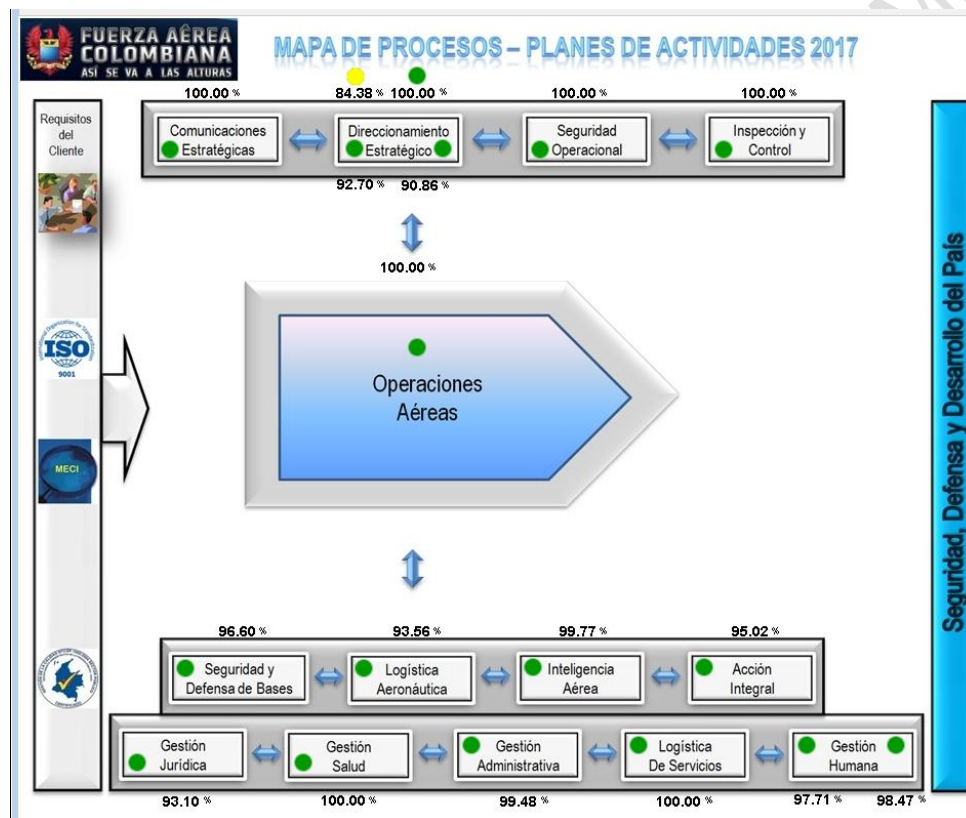 FUERZA AÉREA
COLOMBIANA
ASÍ SE VA A LAS ALTURAS
MAPA DE PROCESOS – PLANES DE ACTIVIDADES 2017
Requisitos
del
Cliente
100.00 %
84.38 % 100.00 %
100.00 %
100.00 %
Comunicaciones
Estratégicas
Direccionamiento
Estratégico
Seguridad
Operacional
Inspección y
Control
92.70 % 90.86 %
100.00 %
ISO
9001
MECI
Operaciones
Aéreas
Seguridad, Defensa y Desarrollo del País
96.60 %
93.56 %
99.77 %
95.02 %
Seguridad y
Defensa de Bases
Logística
Aeronáutica
Inteligencia
Aérea
Acción
Integral
Gestión
Jurídica
Gestión
Salud
Gestión
Administrativa
Logística
De Servicios
Gestión
Humana
93.10 %
100.00 %
99.48 %
100.00 %
97.71 %
98.47 %